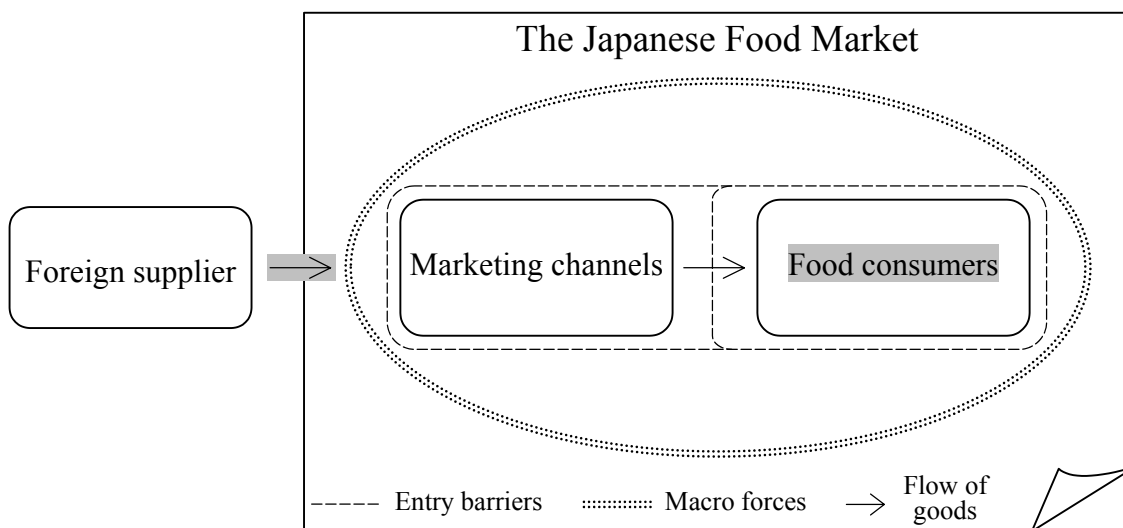 The Japanese Food Market
Foreign supplier
Marketing channels
Food consumers
Entry barriers
Macro forces
Flow of
goods